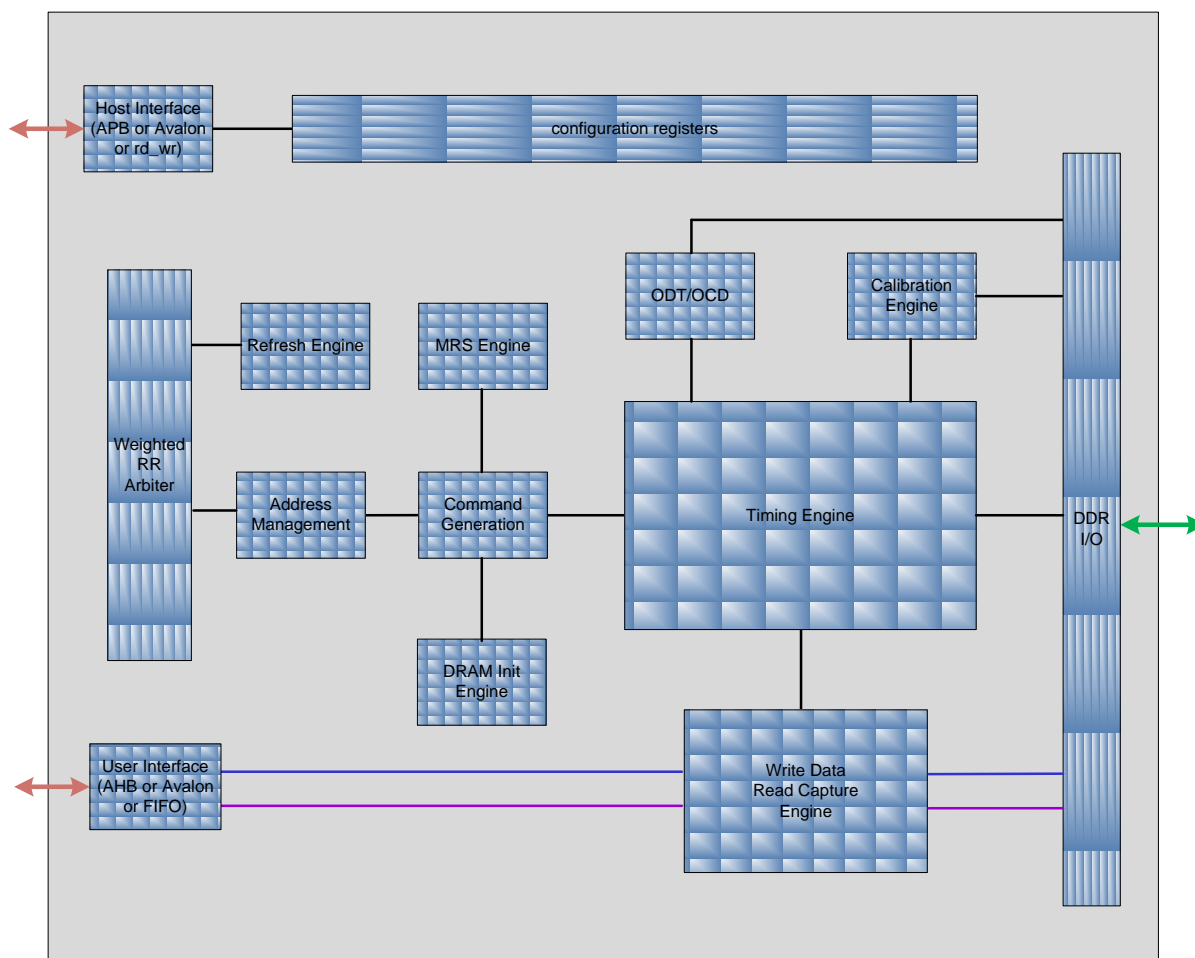 Host Interface
(APB or Avalon
or rd_wr)
configuration registers
ODT/OCD
Calibration
Engine
Refresh Engine
MRS Engine
Weighted
RR
Arbiter
Address
Management
Command
Generation
Timing Engine
DDR
I/O
DRAM Init
Engine
User Interface
(AHB or Avalon
or FIFO)
Write Data
Read Capture
Engine